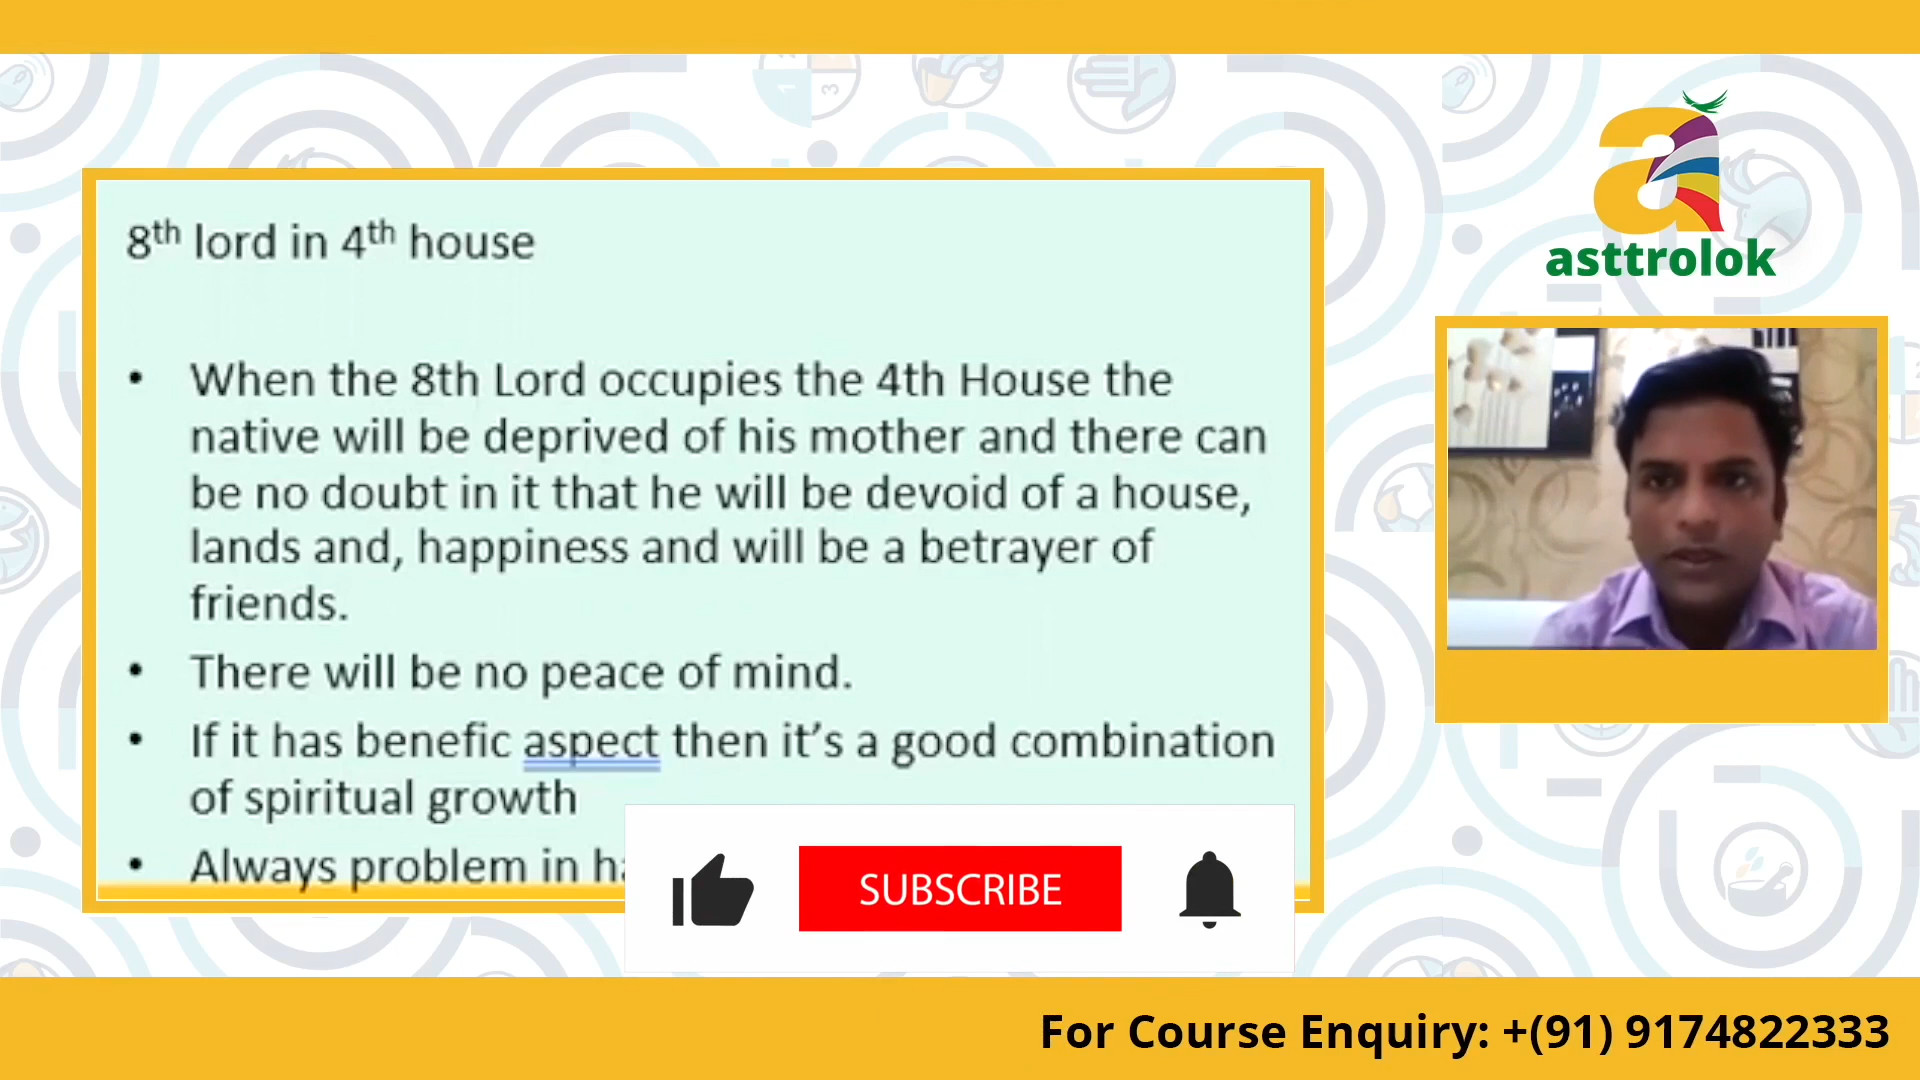 8th lord in 4th house
• When the 8th Lord occupies the 4th House the
native will be deprived of his mother and there can
be no doubt in it that he will be devoid of a house,
lands and, happiness and will be a betrayer of
friends.
• There will be no peace of mind.
• If it has benefic aspect then it's a good combination
of spiritual growth
• Always problem in
SUBSCRIBE
a
asttrolok
For Course Enquiry: +(91) 9174822333